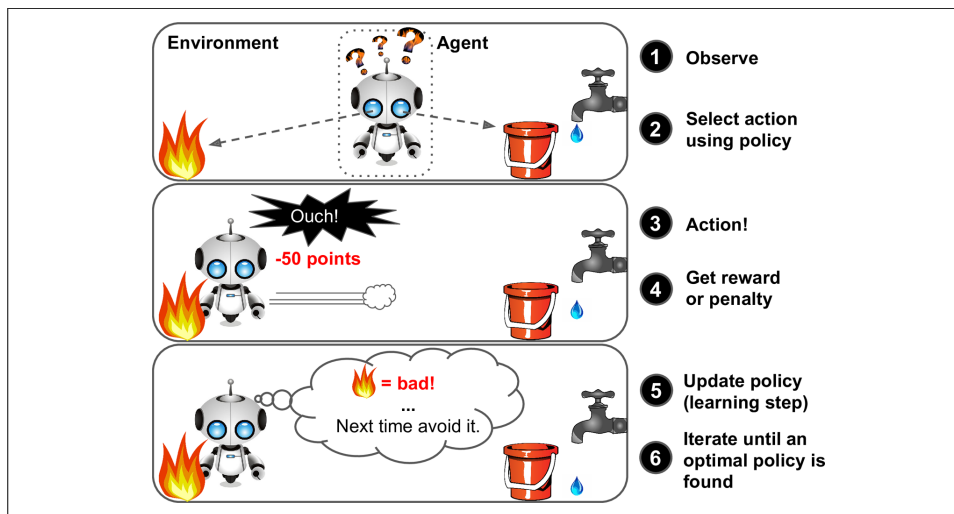 Environment
Agent
? ? ?
1 Observe
2 Select action
using policy
Ouch!
-50 points
3 Action!
4 Get reward
or penalty
= bad!
...
Next time avoid it.
5 Update policy
(learning step)
6 Iterate until an
optimal policy is
found